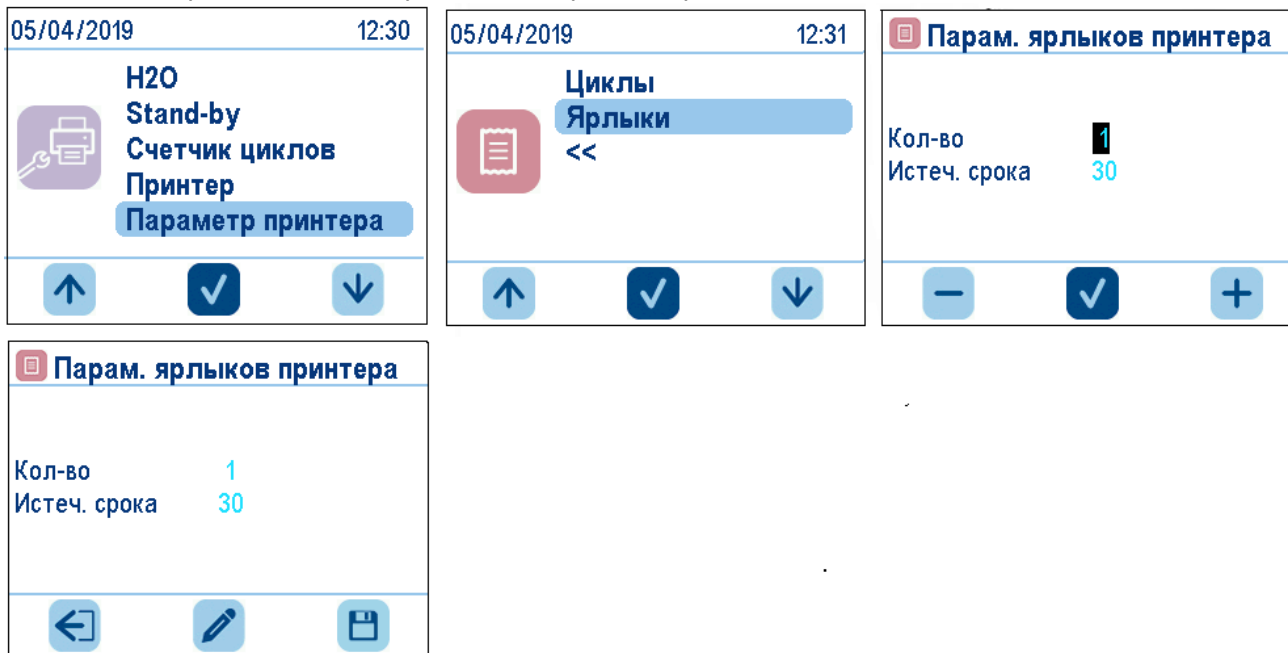 05/04/2019 12:30
H2O
Stand-by
Счетчик циклов
Принтер
Параметр принтера
05/04/2019 12:31
Циклы
Ярлыки
<<
Парам. ярлыков принтера
Кол-во 1
Истеч. срока 30
Парам. ярлыков принтера
Кол-во 1
Истеч. срока 30